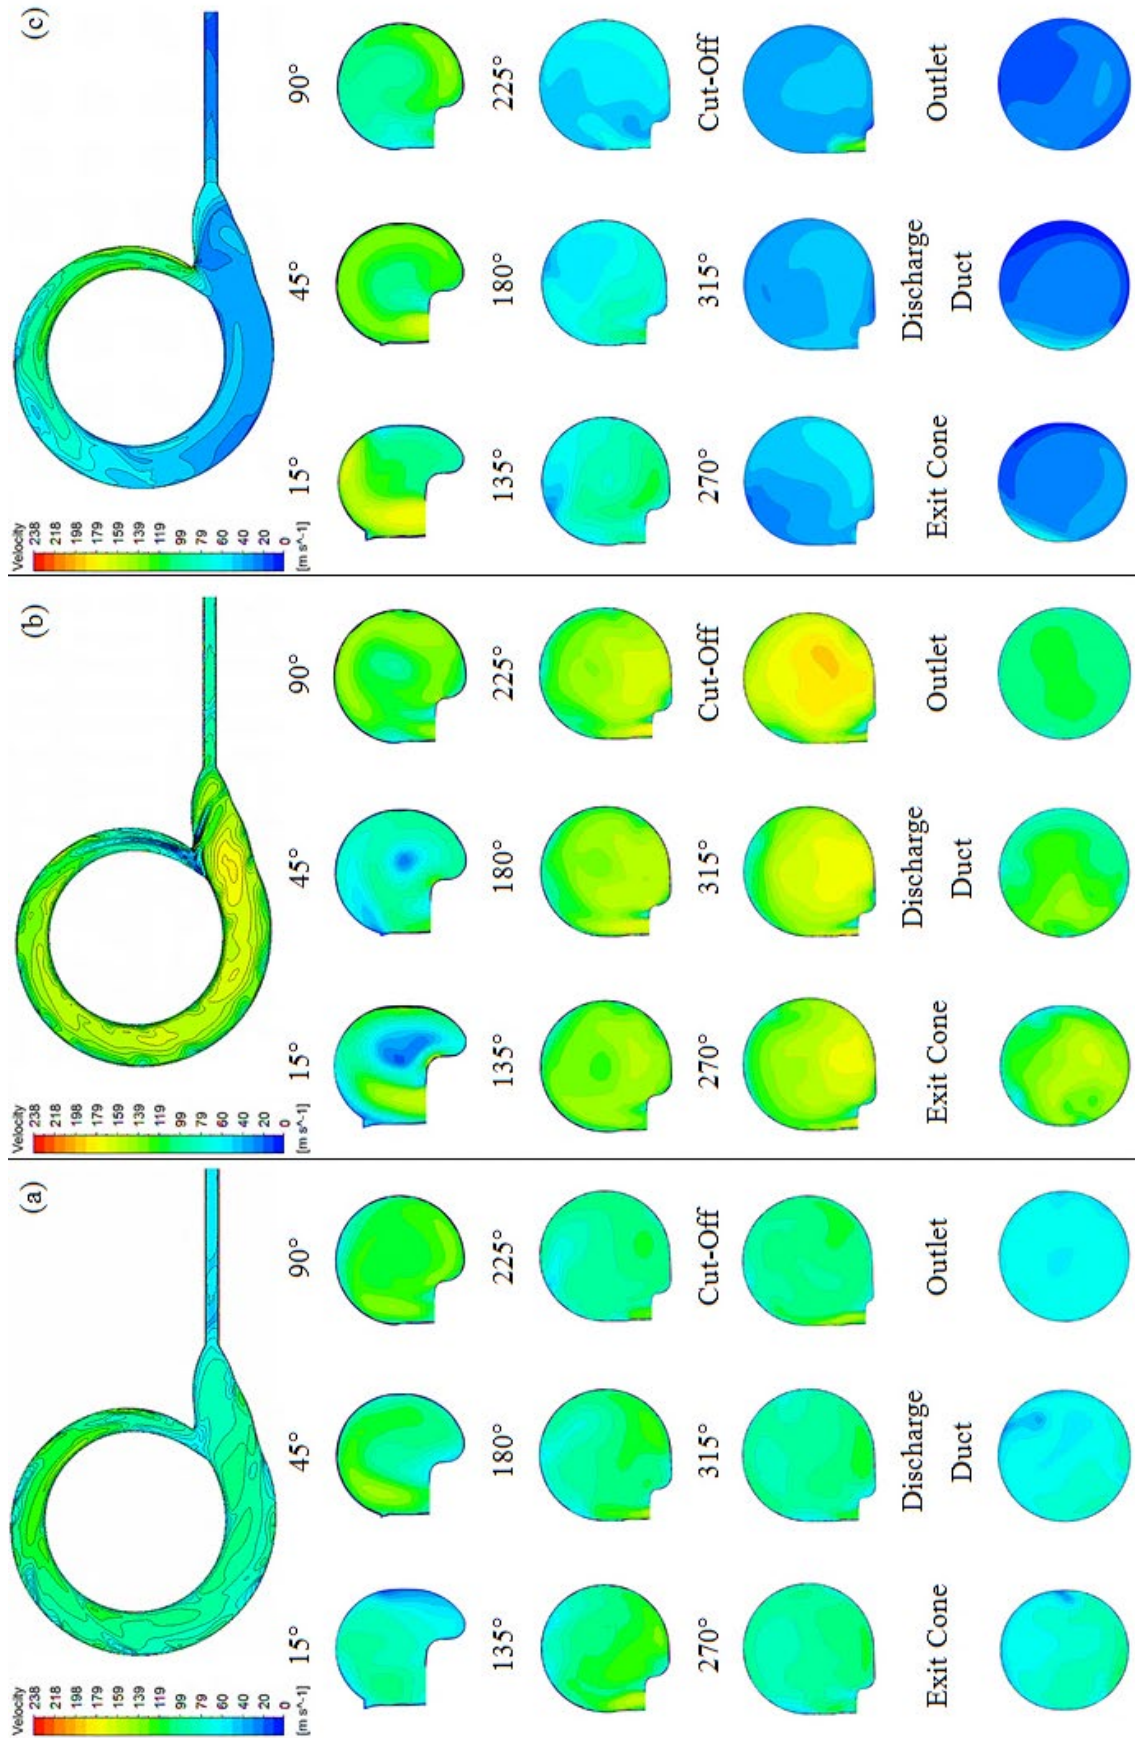 (a)
Velocity
238
218
198
179
159
139
119
99
79
60
40
20
0
[m s^-1]
15° 45° 90°
135° 180° 225°
270° 315° Cut-Off
Exit Cone Discharge Duct Outlet
(b)
Velocity
238
218
198
179
159
139
119
99
79
60
40
20
0
[m s^-1]
15° 45° 90°
135° 180° 225°
270° 315° Cut-Off
Exit Cone Discharge Duct Outlet
(c)
Velocity
238
218
198
179
159
139
119
99
79
60
40
20
0
[m s^-1]
15° 45° 90°
135° 180° 225°
270° 315° Cut-Off
Exit Cone Discharge Duct Outlet